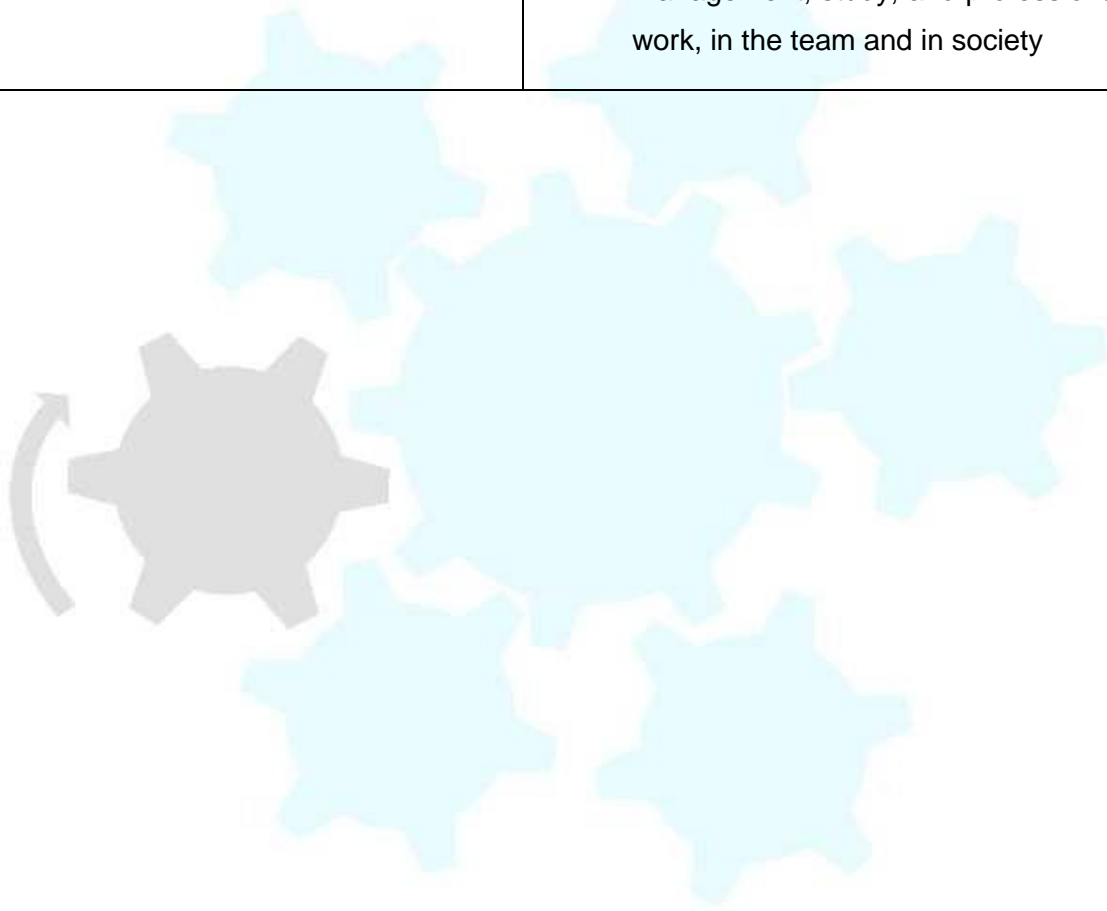 work, in the team and in society